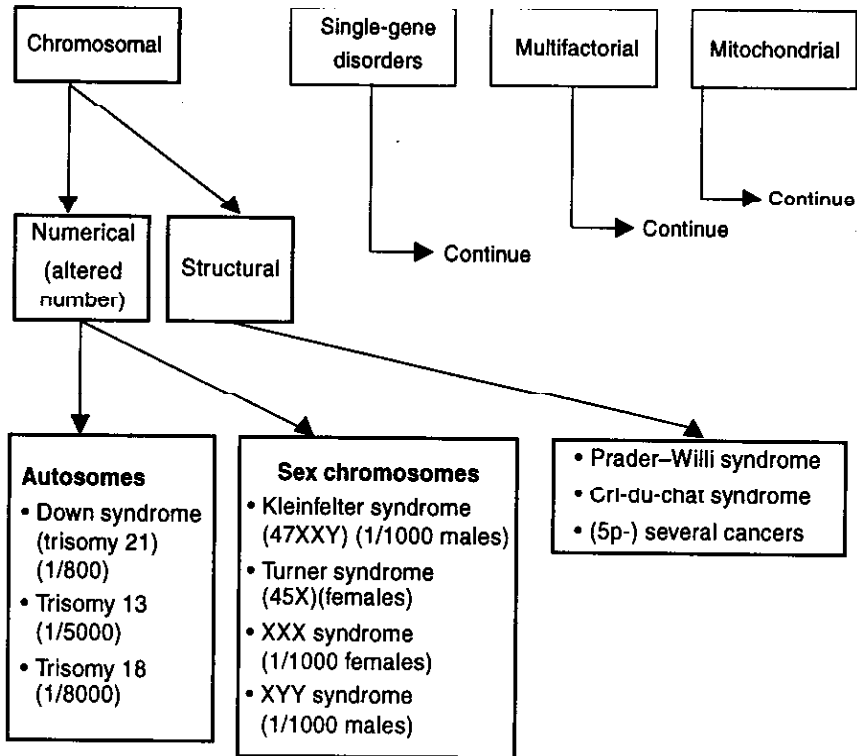 Chromosomal
Single-gene
disorders
Multifactorial
Mitochondrial
Continue
Continue
Continue
Numerical
(altered
number)
Structural
Autosomes
• Down syndrome
(trisomy 21)
(1/800)
• Trisomy 13
(1/5000)
• Trisomy 18
(1/8000)
Sex chromosomes
• Kleinfelter syndrome
(47XXY) (1/1000 males)
• Turner syndrome
(45X)(females)
• XXX syndrome
(1/1000 females)
• XYY syndrome
(1/1000 males)
• Prader–Willi syndrome
• Cri-du-chat syndrome
• (5p-) several cancers